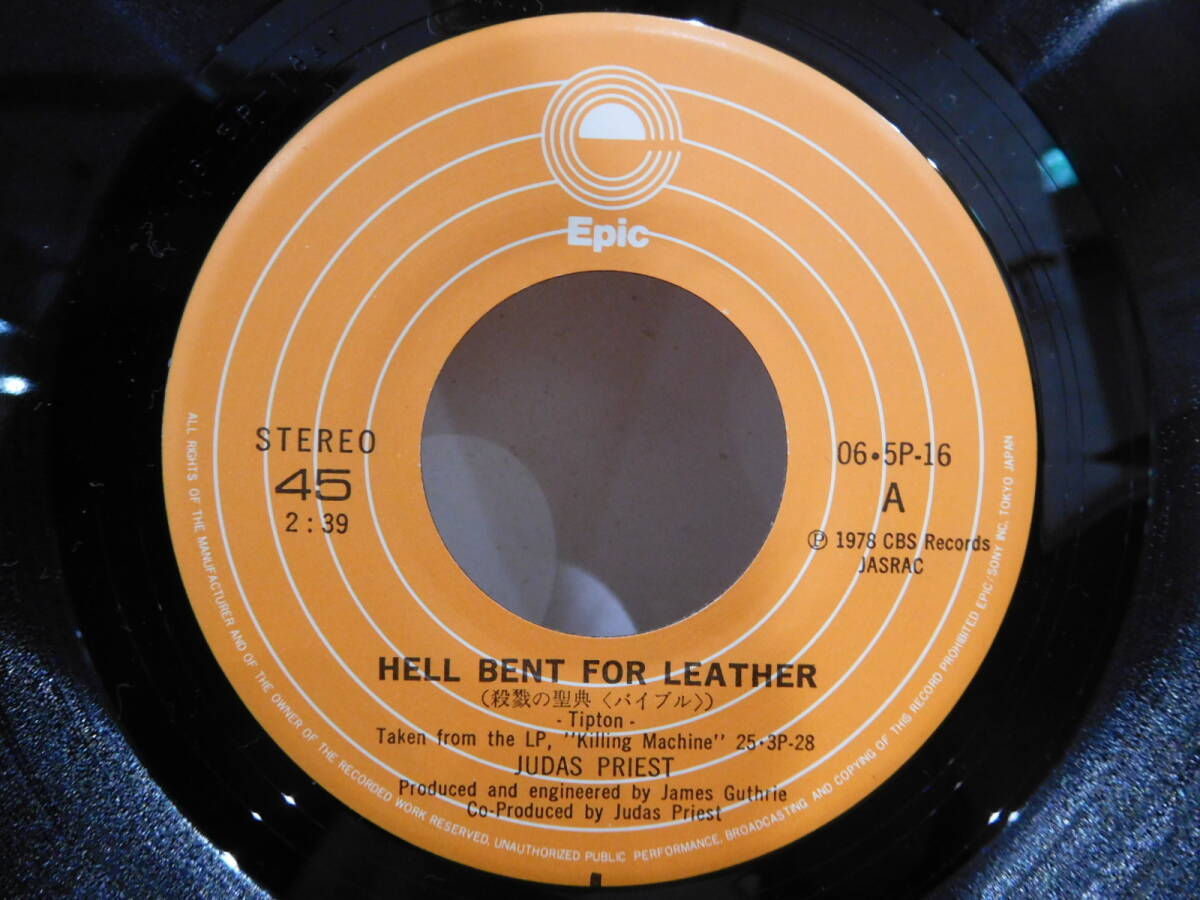 Epic
STEREO
45
2:39
06・5P-16
A
Ⓟ 1978 CBS Records
JASRAC
HELL BENT FOR LEATHER
(殺戮の聖典〈バイブル〉)
- Tipton -
Taken from the LP, "Killing Machine" 25・3P-28
JUDAS PRIEST
Produced and engineered by James Guthrie
Co-Produced by Judas Priest
ALL RIGHTS OF THE MANUFACTURER AND OF THE OWNER OF THE RECORDED WORK RESERVED. UNAUTHORIZED PUBLIC PERFORMANCE, BROADCASTING AND COPYING OF THIS RECORD PROHIBITED EPIC/SONY INC. TOKYO JAPAN